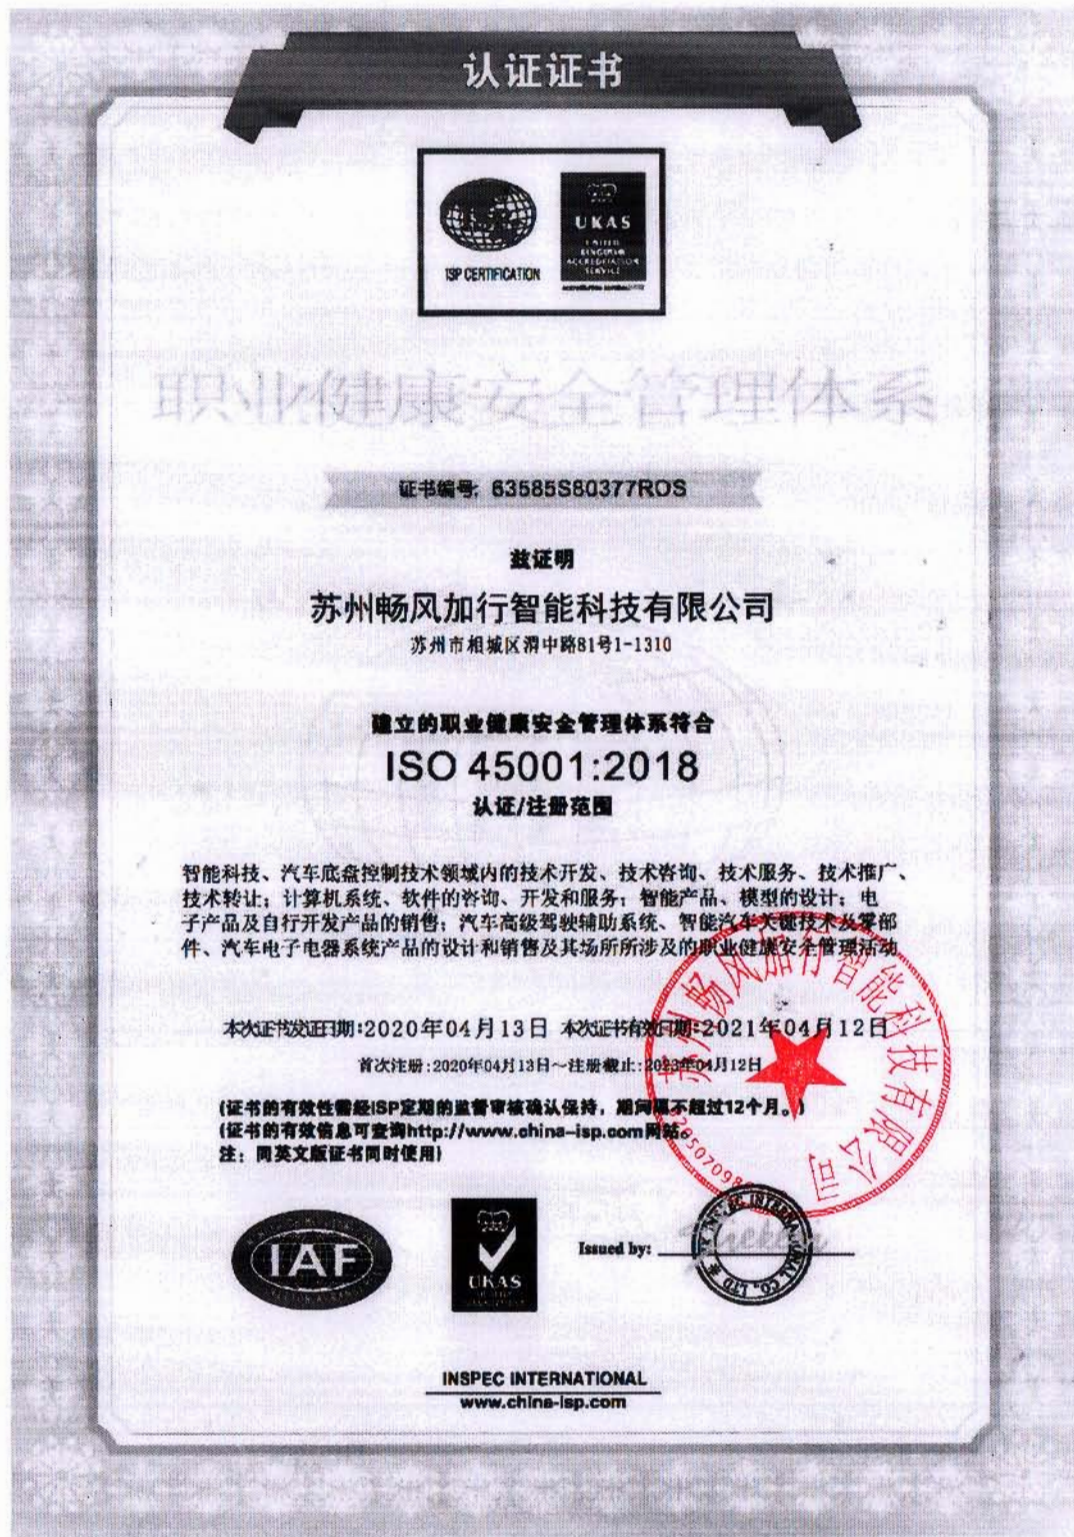 认证证书
ISP CERTIFICATION
UKAS
UNITED
KINGDOM
ACCREDITATION
SERVICE
职业健康安全管理体系
证书编号: 63585S80377ROS
兹证明
苏州畅风加行智能科技有限公司
苏州市相城区渭中路81号1-1310
建立的职业健康安全管理体系符合
ISO 45001:2018
认证/注册范围
智能科技、汽车底盘控制技术领域内的技术开发、技术咨询、技术服务、技术推广、
技术转让；计算机系统、软件的咨询、开发和服务；智能产品、模型的设计；电
子产品及自行开发产品的销售；汽车高级驾驶辅助系统、智能汽车关键技术及零部
件、汽车电子电器系统产品的设计和销售及其场所所涉及的职业健康安全管理活动
本次证书发证日期:2020年04月13日 本次证书有效日期:2021年04月12日
首次注册:2020年04月13日～注册截止:2023年04月12日
(证书的有效性需经ISP定期的监督审核确认保持，期间隔不超过12个月。)
(证书的有效信息可查询http://www.china-isp.com网站。
注：同英文版证书同时使用)
苏州畅风加行智能科技有限公司
IAF
UKAS
Issued by:
INSPEC INTERNATIONAL
www.china-isp.com